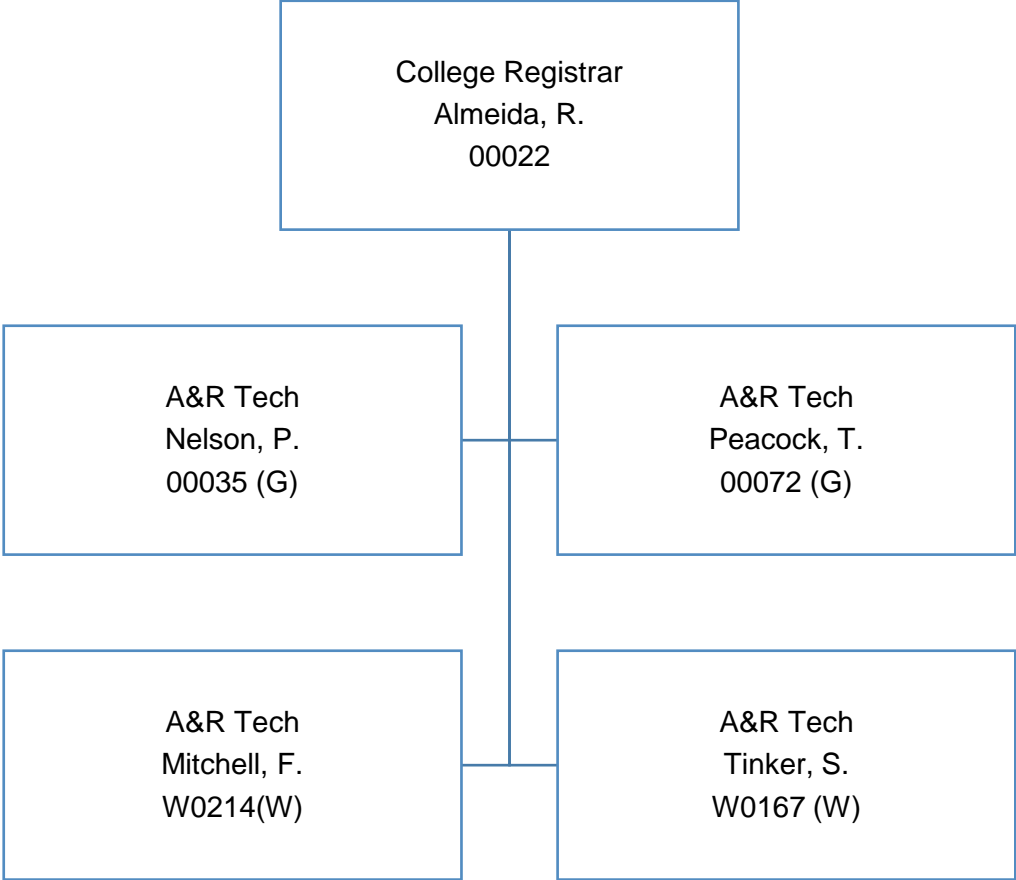 College Registrar
Almeida, R.
00022
A&R Tech
Nelson, P.
00035 (G)
A&R Tech
Peacock, T.
00072 (G)
A&R Tech
Mitchell, F.
W0214(W)
A&R Tech
Tinker, S.
W0167 (W)